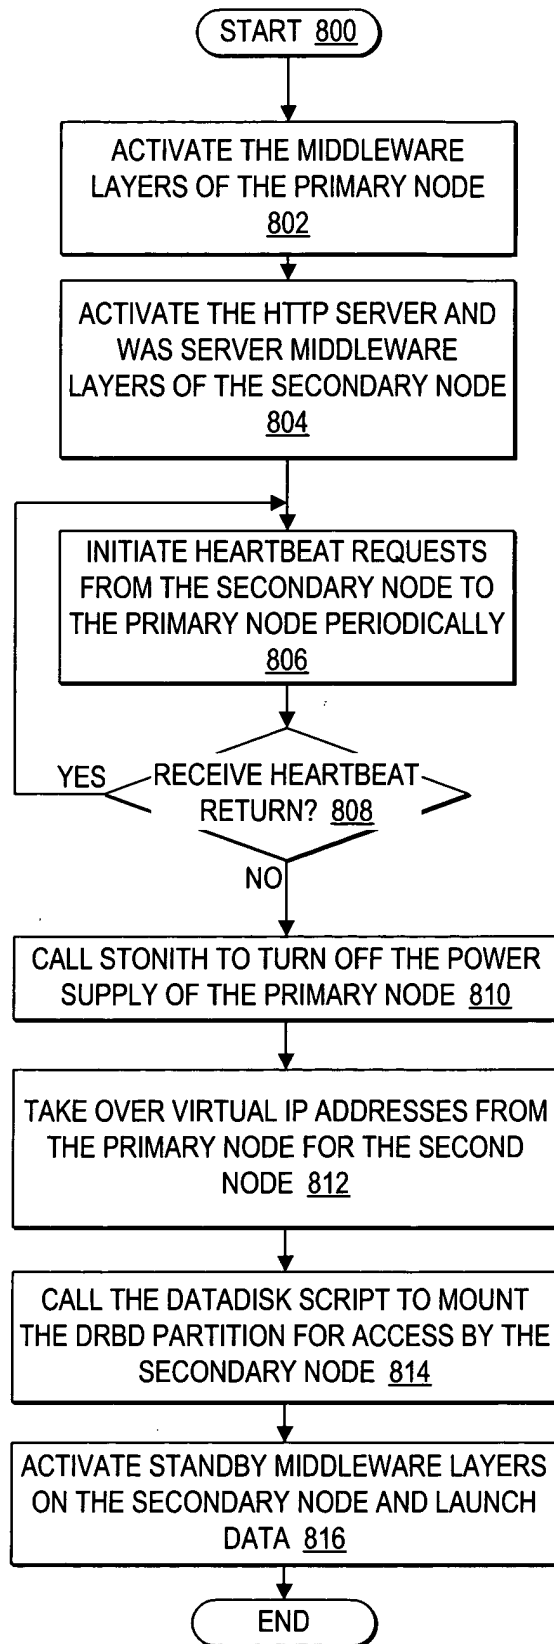 START 800
ACTIVATE THE MIDDLEWARE
LAYERS OF THE PRIMARY NODE
802
ACTIVATE THE HTTP SERVER AND
WAS SERVER MIDDLEWARE
LAYERS OF THE SECONDARY NODE
804
INITIATE HEARTBEAT REQUESTS
FROM THE SECONDARY NODE TO
THE PRIMARY NODE PERIODICALLY
806
YES
RECEIVE HEARTBEAT
RETURN? 808
NO
CALL STONITH TO TURN OFF THE POWER
SUPPLY OF THE PRIMARY NODE 810
TAKE OVER VIRTUAL IP ADDRESSES FROM
THE PRIMARY NODE FOR THE SECOND
NODE 812
CALL THE DATADISK SCRIPT TO MOUNT
THE DRBD PARTITION FOR ACCESS BY THE
SECONDARY NODE 814
ACTIVATE STANDBY MIDDLEWARE LAYERS
ON THE SECONDARY NODE AND LAUNCH
DATA 816
END